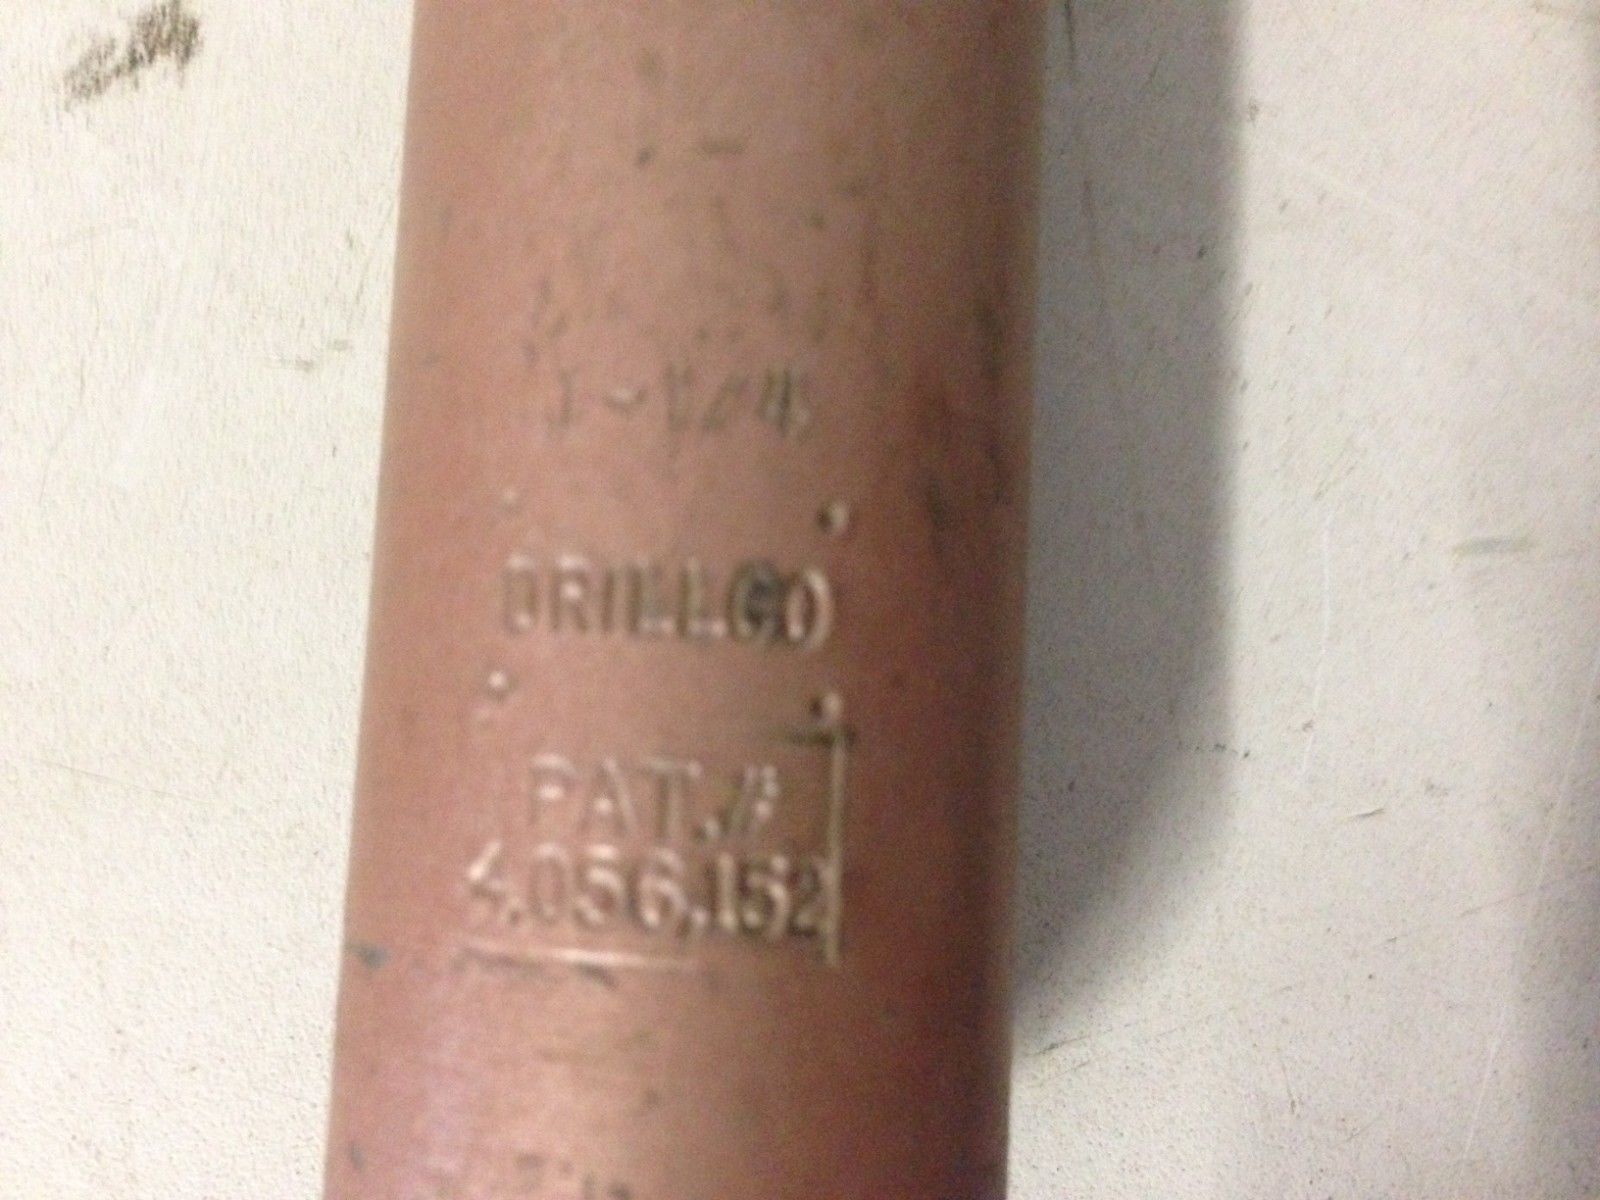 1-1/4
DRILLCO
PAT.#
4,056,152